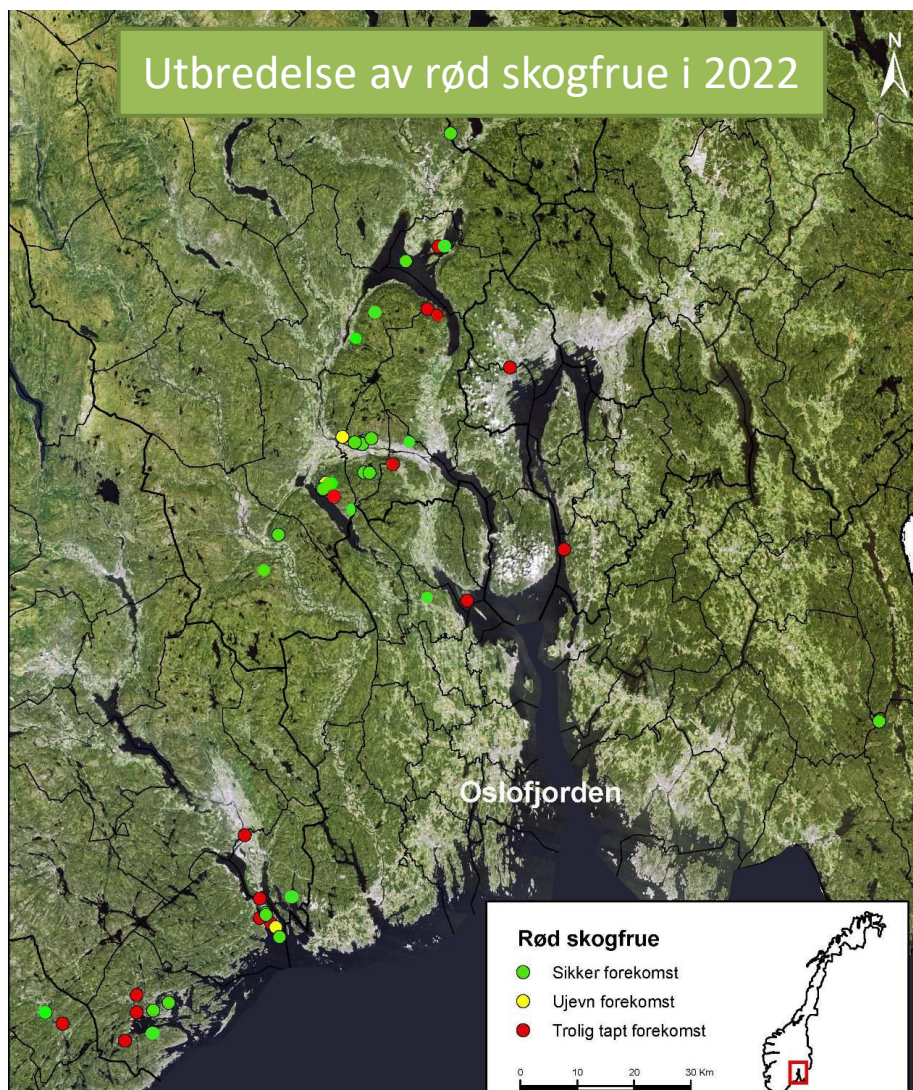 Utbredelse av rød skogfrue i 2022
N
Oslofjorden
Rød skogfrue
Sikker forekomst
Ujevn forekomst
Trolig tapt forekomst
0 10 20 30 Km